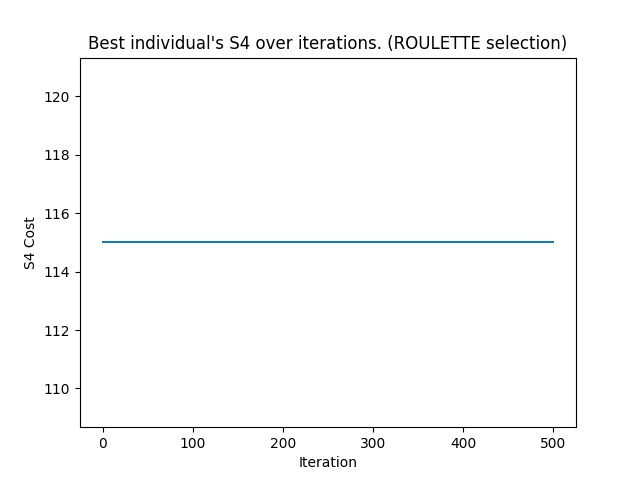 Best individual's S4 over iterations. (ROULETTE selection)
120
118
116
114
112
110
S4 Cost
0 100 200 300 400 500
Iteration